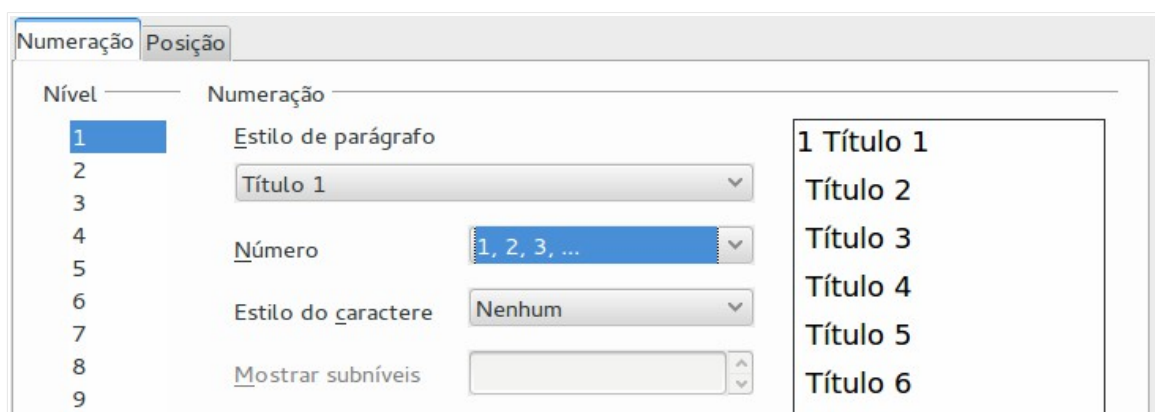 Numeração Posição
Nível
1
2
3
4
5
6
7
8
9
Numeração
Estilo de parágrafo
Título 1
Número 1, 2, 3, ...
Estilo do caractere Nenhum
Mostrar subníveis
1 Título 1
Título 2
Título 3
Título 4
Título 5
Título 6